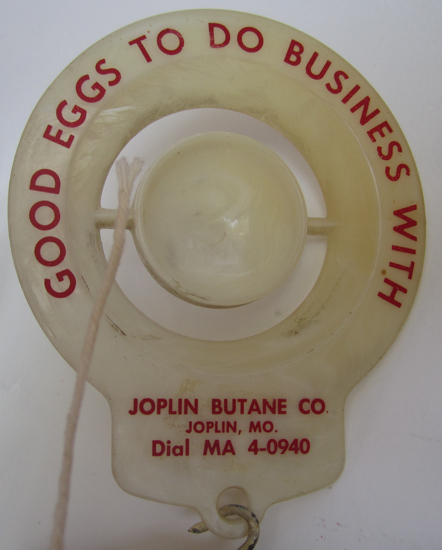 GOOD EGGS TO DO BUSINESS WITH
JOPLIN BUTANE CO.
JOPLIN, MO.
Dial MA 4-0940